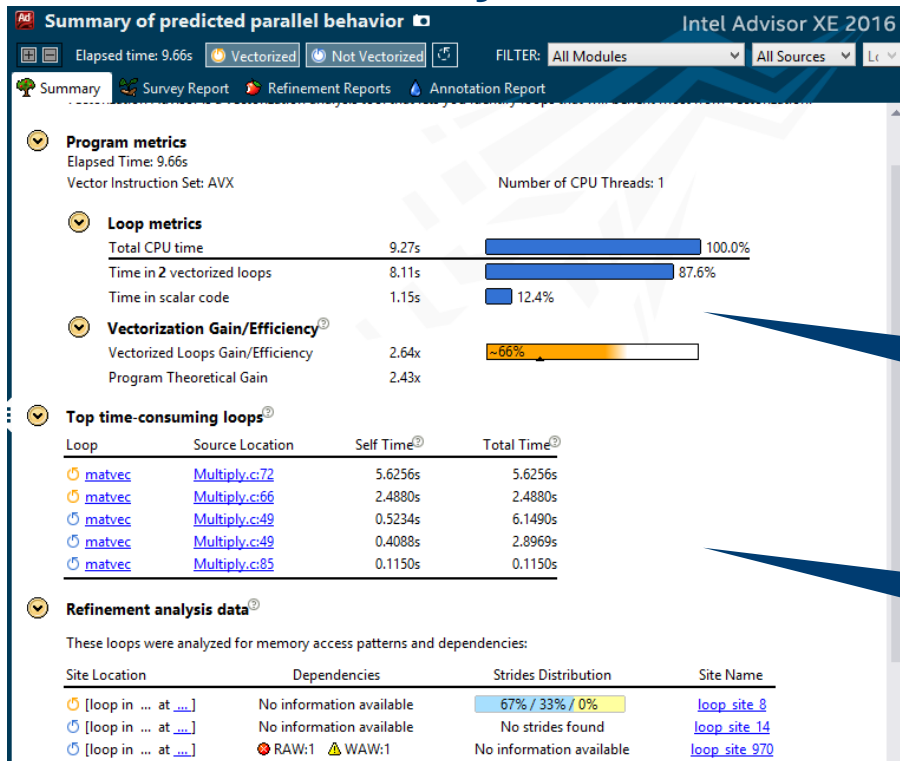 Summary of predicted parallel behavior
Intel Advisor XE 2016
Elapsed time: 9.66s Vectorized Not Vectorized FILTER: All Modules All Sources
Summary Survey Report Refinement Reports Annotation Report
Program metrics
Elapsed Time: 9.66s
Vector Instruction Set: AVX Number of CPU Threads: 1
Loop metrics
Total CPU time 9.27s 100.0%
Time in 2 vectorized loops 8.11s 87.6%
Time in scalar code 1.15s 12.4%
Vectorization Gain/Efficiency
Vectorized Loops Gain/Efficiency 2.64x ~66%
Program Theoretical Gain 2.43x
Top time-consuming loops
Loop Source Location Self Time Total Time
matvec Multiply.c:72 5.6256s 5.6256s
matvec Multiply.c:66 2.4880s 2.4880s
matvec Multiply.c:49 0.5234s 6.1490s
matvec Multiply.c:49 0.4088s 2.8969s
matvec Multiply.c:85 0.1150s 0.1150s
Refinement analysis data
These loops were analyzed for memory access patterns and dependencies:
Site Location Dependencies Strides Distribution Site Name
[loop in ... at ...] No information available 67% / 33% / 0% loop_site_8
[loop in ... at ...] No information available No strides found loop_site_14
[loop in ... at ...] RAW:1 WAW:1 No information available loop_site_970